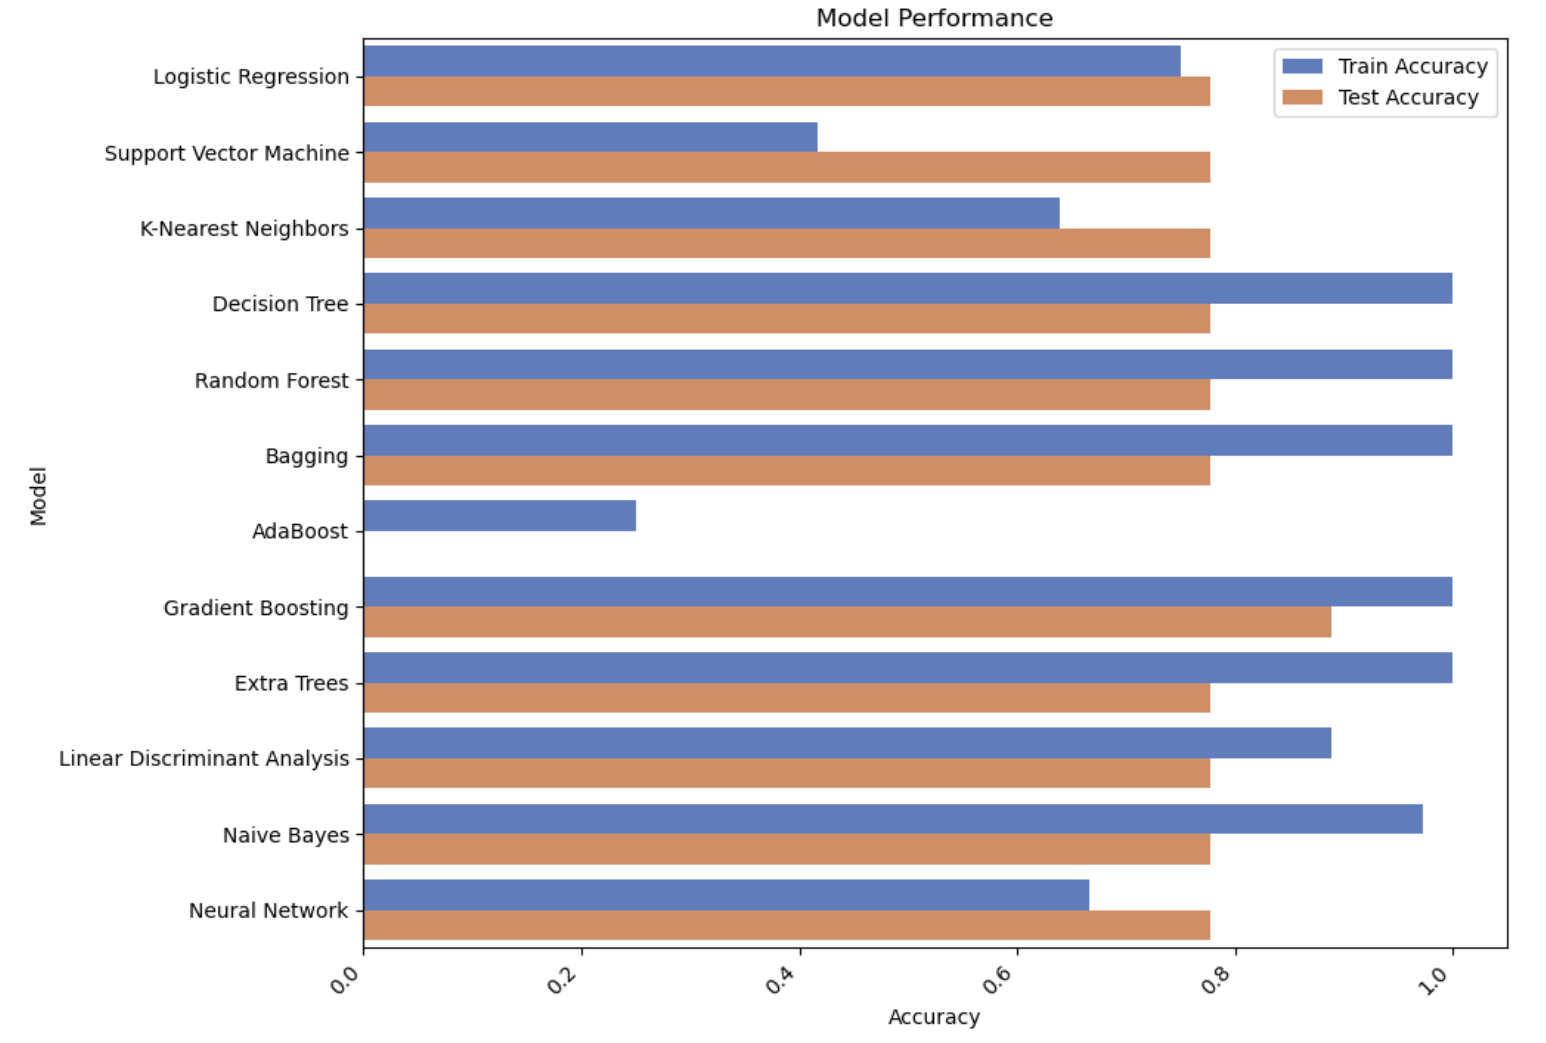 Model Performance
Train Accuracy
Test Accuracy
Logistic Regression
Support Vector Machine
K-Nearest Neighbors
Decision Tree
Random Forest
Bagging
AdaBoost
Gradient Boosting
Extra Trees
Linear Discriminant Analysis
Naive Bayes
Neural Network
Model
0.0 0.2 0.4 0.6 0.8 1.0
Accuracy